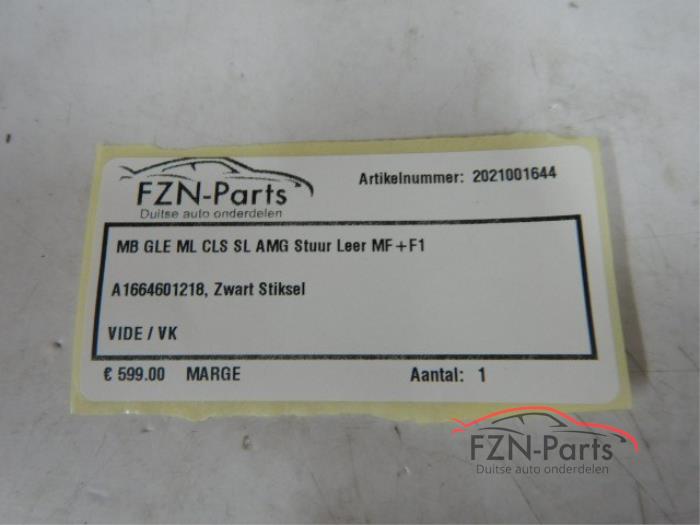 FZN-Parts
Duitse auto onderdelen
Artikelnummer: 2021001644
MB GLE ML CLS SL AMG Stuur Leer MF+F1
A1664601218, Zwart Stiksel
VIDE / VK
€ 599.00 MARGE Aantal: 1
FZN-Parts
Duitse auto onderdelen